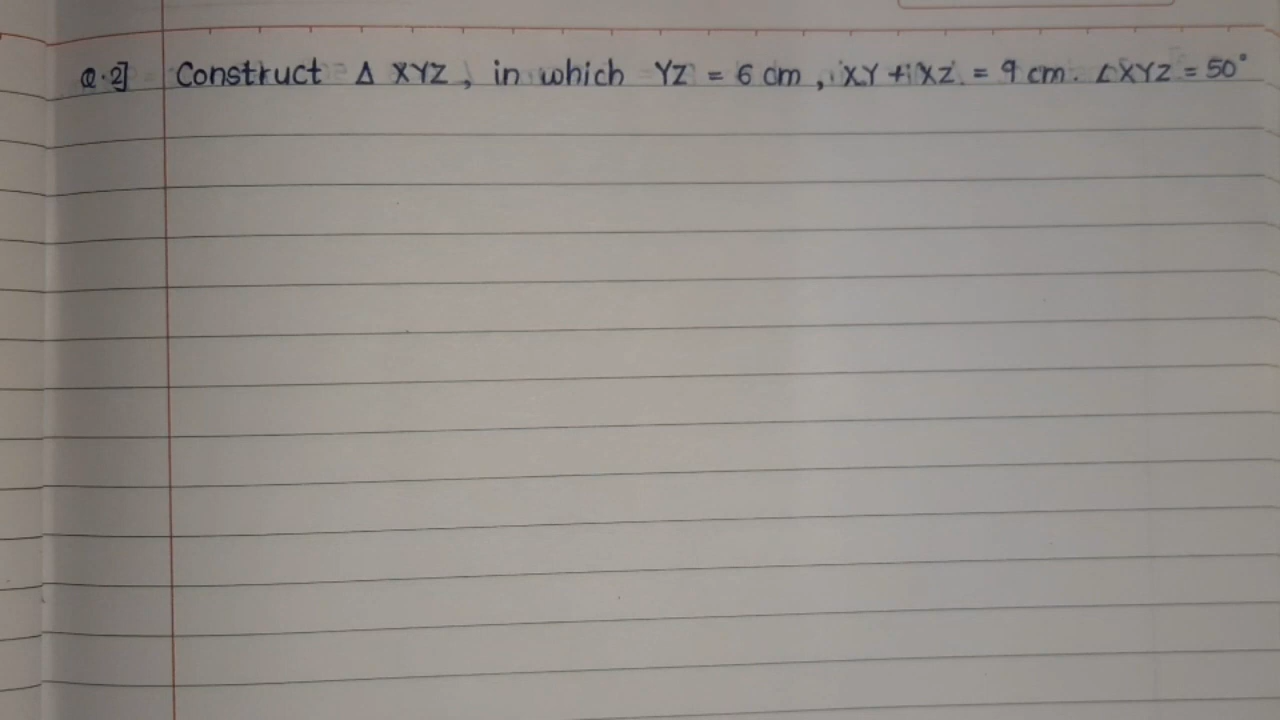 Q.2] Construct Δ XYZ, in which YZ = 6 cm, XY + XZ = 9 cm. ∠XYZ = 50°